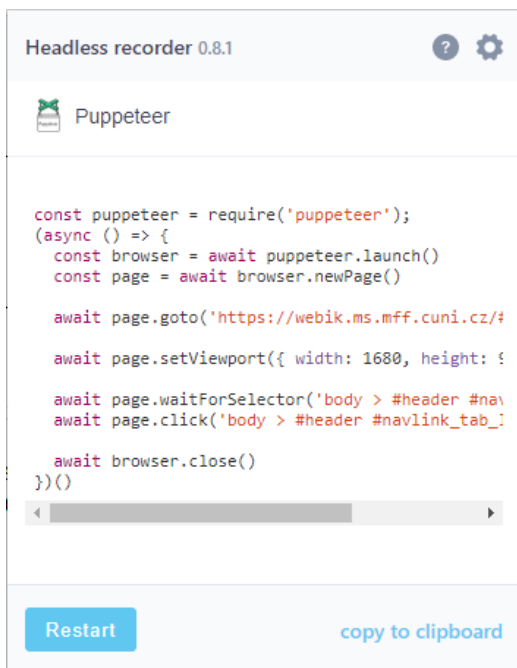 Headless recorder 0.8.1
?
Puppeteer
const puppeteer = require('puppeteer');
(async () => {
  const browser = await puppeteer.launch()
  const page = await browser.newPage()
  await page.goto('https://webik.ms.mff.cuni.cz/#
  await page.setViewport({ width: 1680, height: 9
  await page.waitForSelector('body > #header #nav
  await page.click('body > #header #navlink_tab_
  await browser.close()
})()
Restart
copy to clipboard